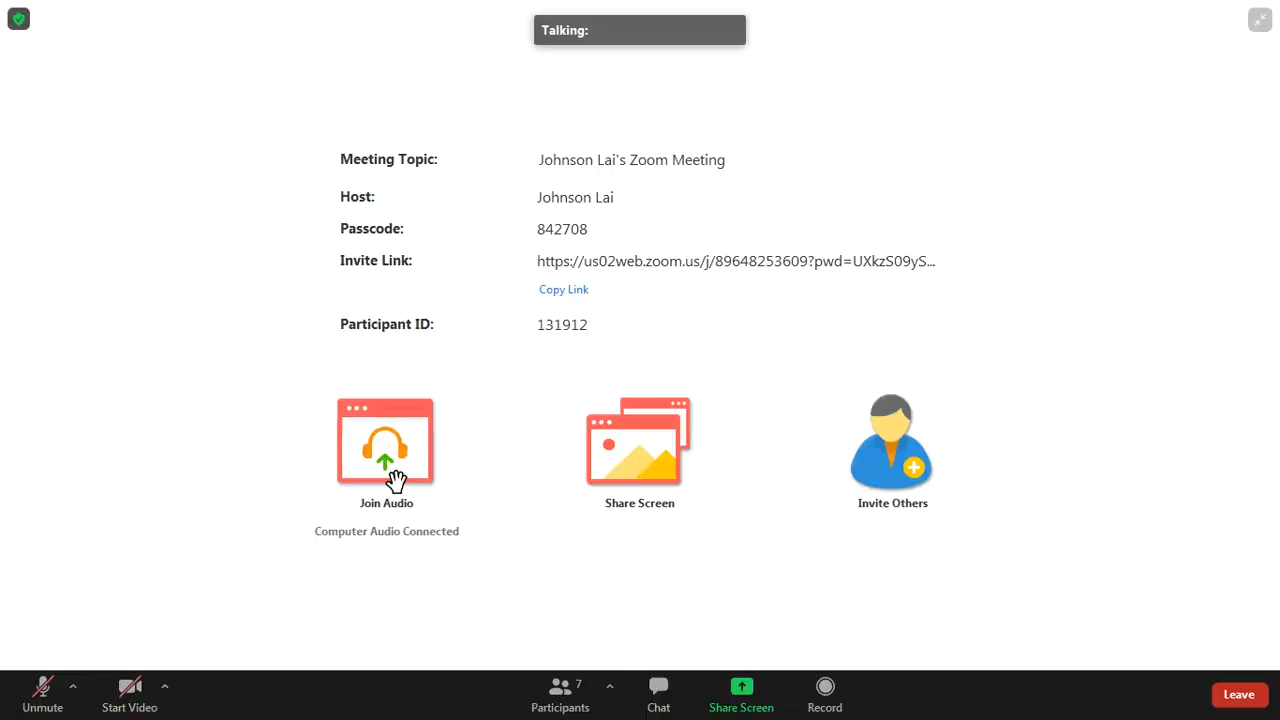 Talking:
Meeting Topic: Johnson Lai's Zoom Meeting
Host: Johnson Lai
Passcode: 842708
Invite Link: https://us02web.zoom.us/j/89648253609?pwd=UXkzS09yS...
Copy Link
Participant ID: 131912
Join Audio Share Screen Invite Others
Computer Audio Connected
7
Unmute Start Video Participants Chat Share Screen Record Leave